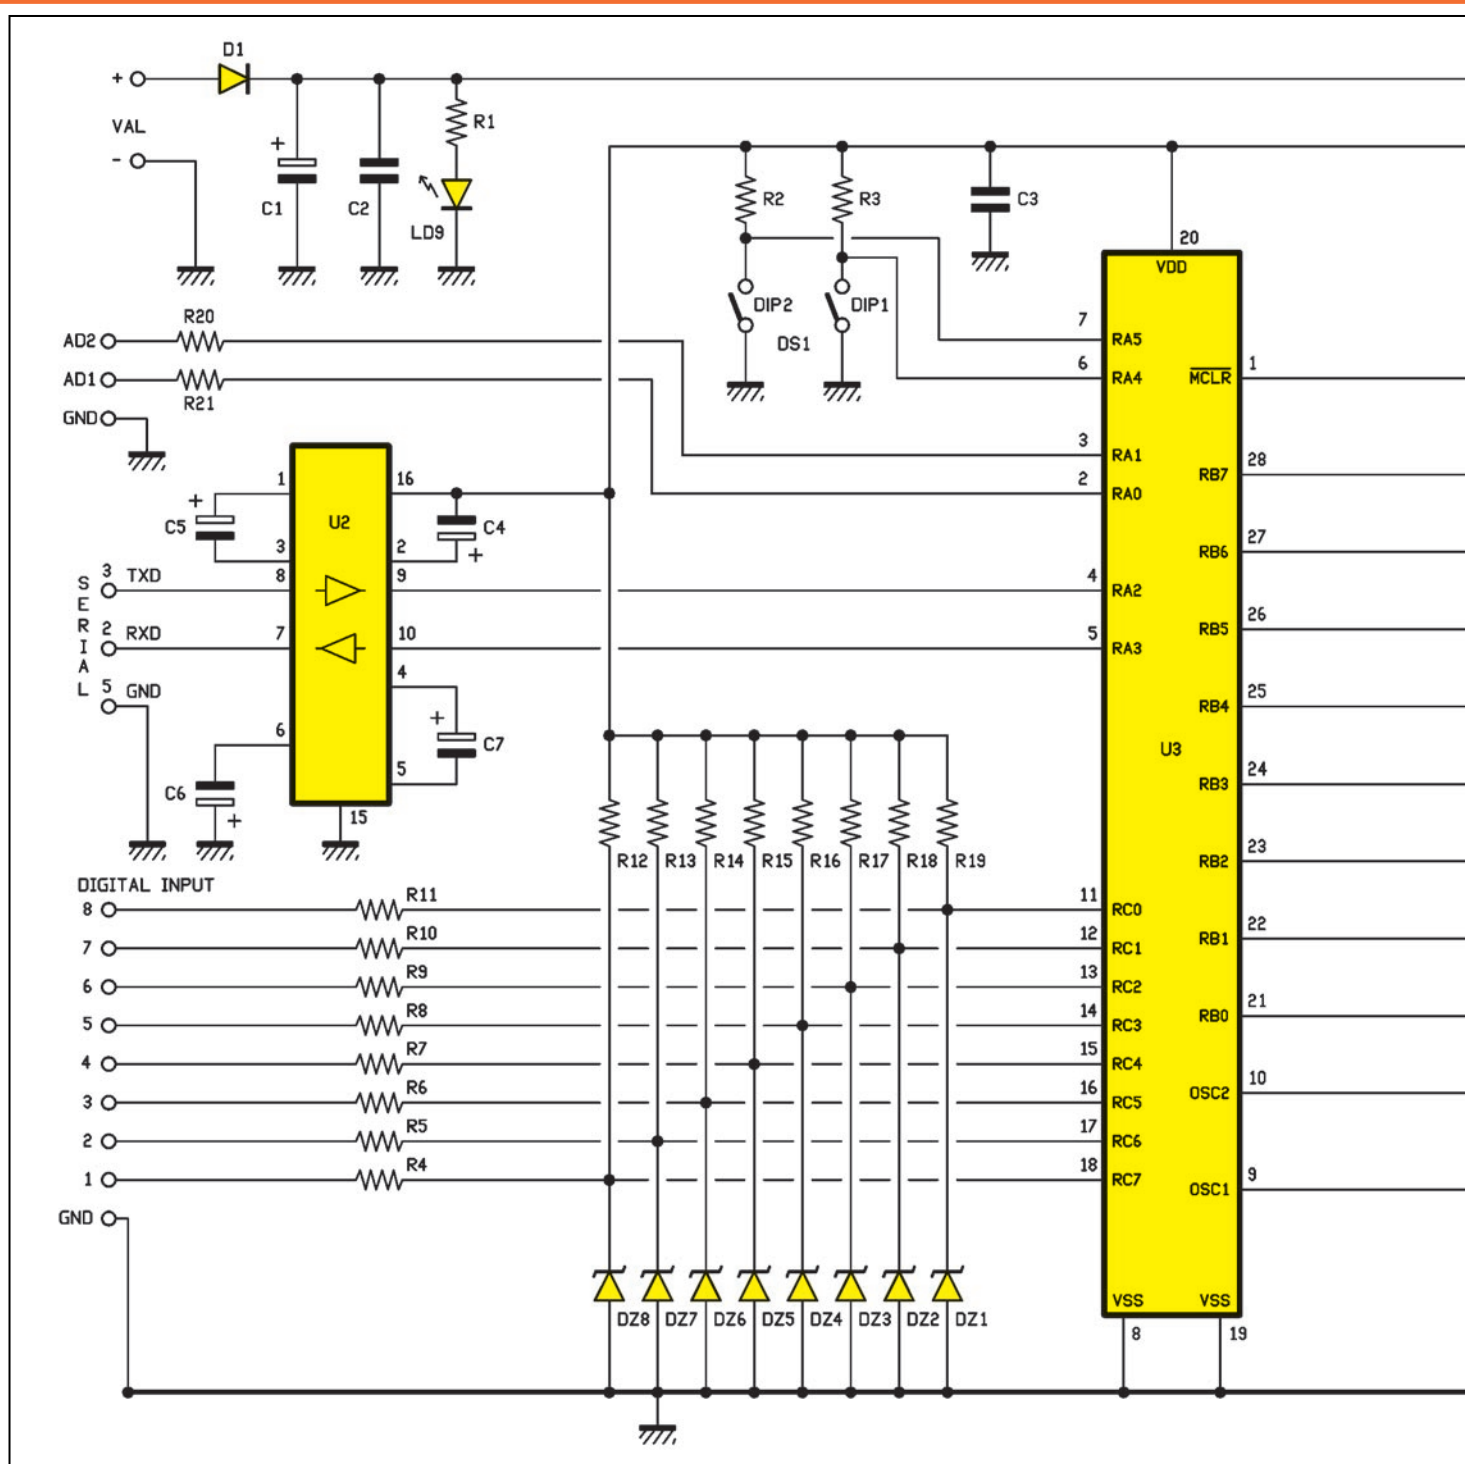 D1
+
VAL
-
+
C1
C2
R1
LD9
R2
R3
C3
20
VDD
DIP2
DIP1
DS1
AD2
R20
AD1
R21
GND
7
RA5
6
RA4
MCLR
1
3
RA1
2
RA0
RB7
28
RB6
27
1
16
U2
+
C5
C4
+
3
2
8
9
SERIAL
3
TXD
2
RXD
5
GND
7
10
4
+
C7
5
6
C6
+
15
4
RA2
5
RA3
RB5
26
RB4
25
U3
RB3
24
RB2
23
R12
R13
R14
R15
R16
R17
R18
R19
DIGITAL INPUT
8
R11
11
RC0
7
R10
12
RC1
RB1
22
6
R9
13
RC2
5
R8
14
RC3
RB0
21
4
R7
15
RC4
3
R6
16
RC5
OSC2
10
2
R5
17
RC6
1
R4
18
RC7
OSC1
9
GND
DZ8
DZ7
DZ6
DZ5
DZ4
DZ3
DZ2
DZ1
VSS
VSS
8
19